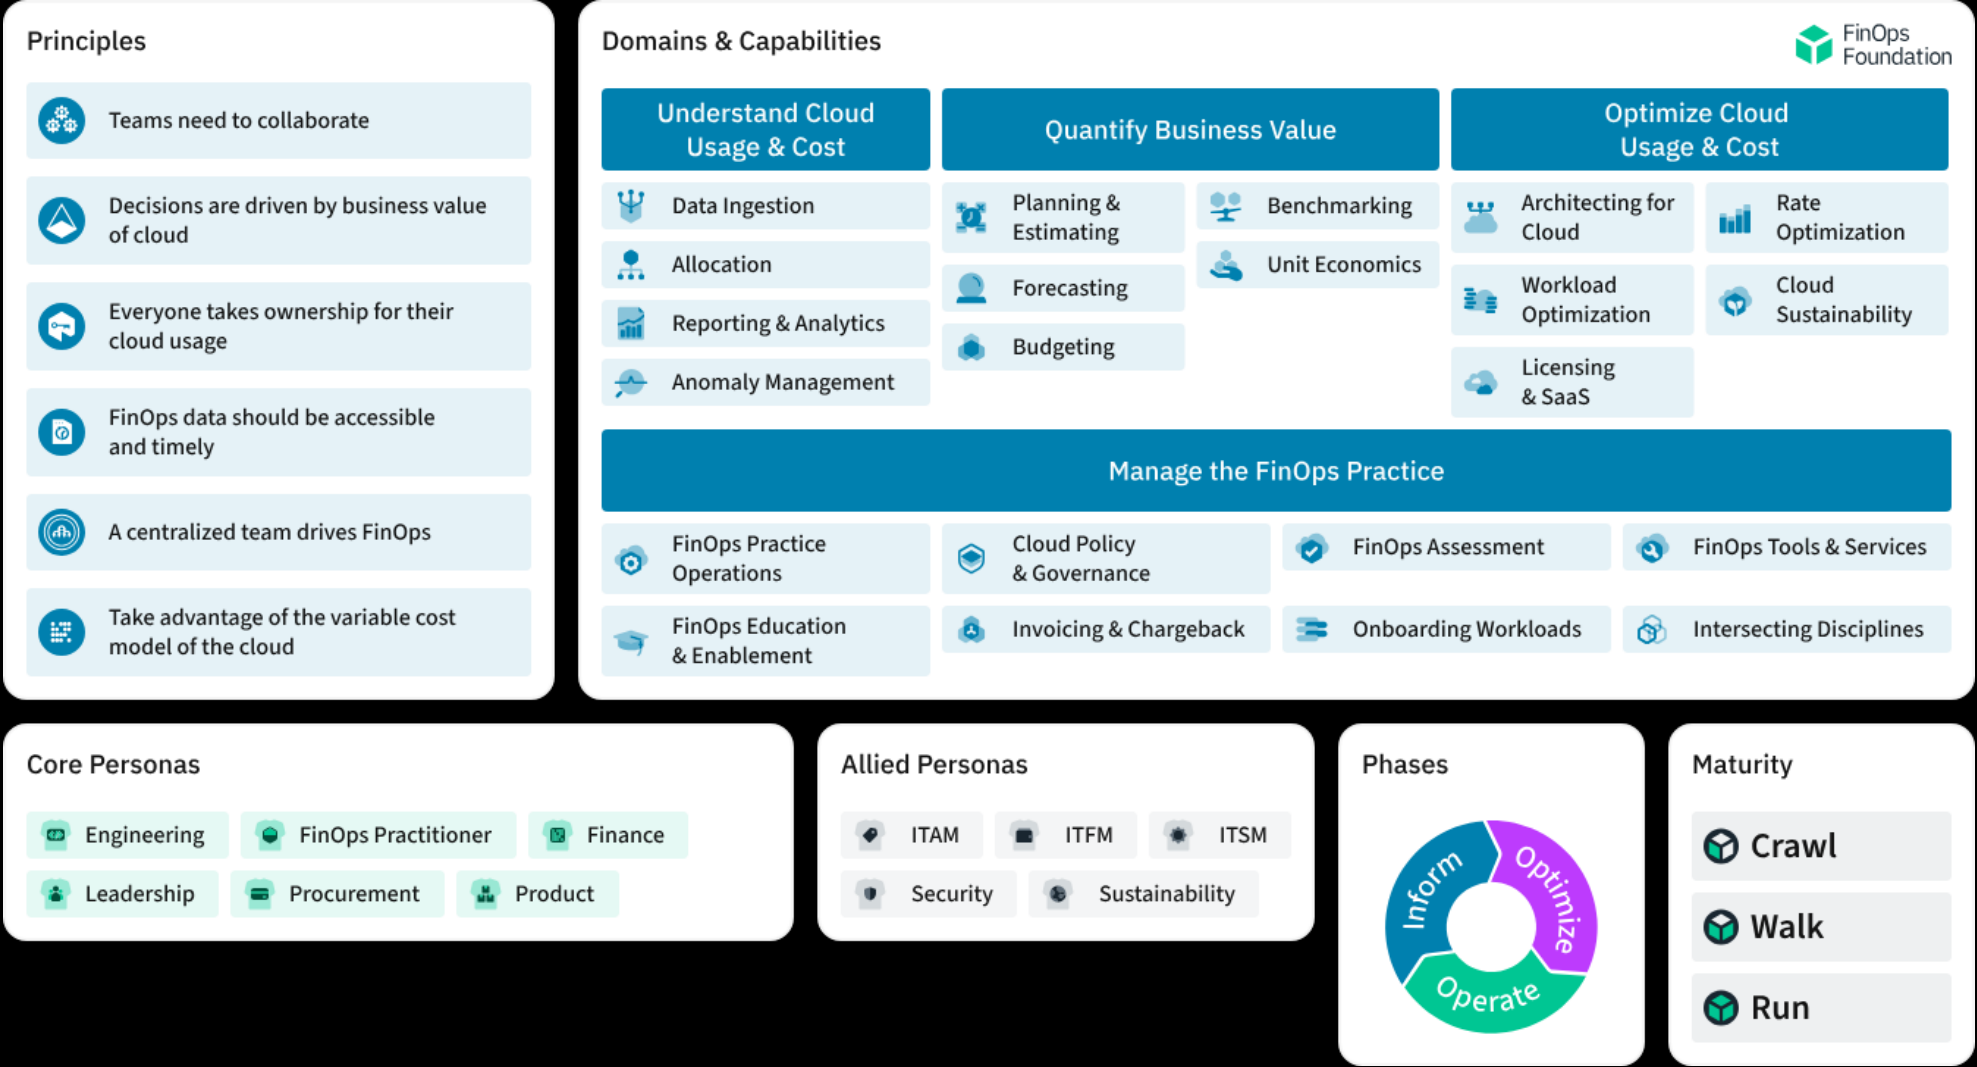 Principles
Teams need to collaborate
Decisions are driven by business value
of cloud
Everyone takes ownership for their
cloud usage
FinOps data should be accessible
and timely
A centralized team drives FinOps
Take advantage of the variable cost
model of the cloud
Domains & Capabilities
FinOps
Foundation
Understand Cloud
Usage & Cost
Data Ingestion
Allocation
Reporting & Analytics
Anomaly Management
Quantify Business Value
Planning &
Estimating
Forecasting
Budgeting
Benchmarking
Unit Economics
Optimize Cloud
Usage & Cost
Architecting for
Cloud
Workload
Optimization
Licensing
& SaaS
Rate
Optimization
Cloud
Sustainability
Manage the FinOps Practice
FinOps Practice
Operations
Cloud Policy
& Governance
FinOps Assessment
FinOps Tools & Services
FinOps Education
& Enablement
Invoicing & Chargeback
Onboarding Workloads
Intersecting Disciplines
Core Personas
Engineering
FinOps Practitioner
Finance
Leadership
Procurement
Product
Allied Personas
ITAM
ITFM
ITSM
Security
Sustainability
Phases
Inform
Optimize
Operate
Maturity
Crawl
Walk
Run